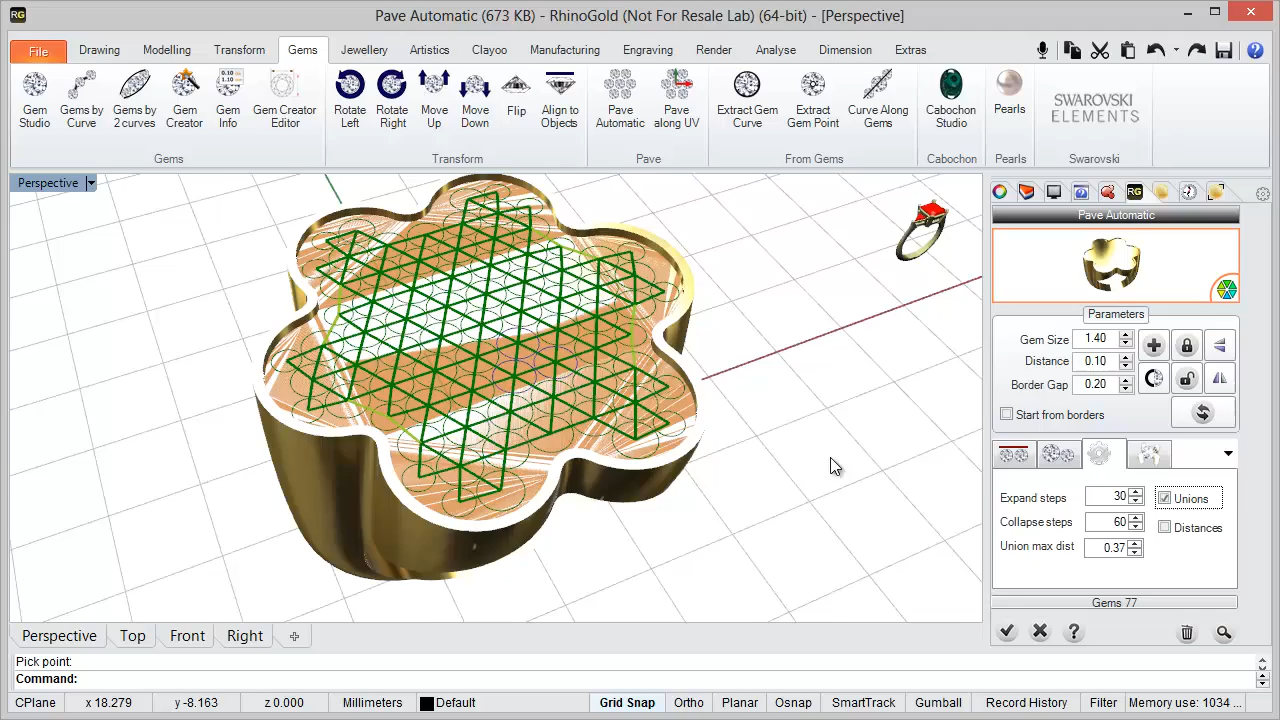 RG
Pave Automatic (673 KB) - RhinoGold (Not For Resale Lab) (64-bit) - [Perspective]
File Drawing Modelling Transform Gems Jewellery Artistics Clayoo Manufacturing Engraving Render Analyse Dimension Extras
Gem Studio
Gems by Curve
Gems by 2 curves
Gem Creator
0.10
1.10
Gem Info
Gem Creator Editor
Rotate Left
Rotate Right
Move Up
Move Down
Flip
Align to Objects
Pave Automatic
Pave along UV
Extract Gem Curve
Extract Gem Point
Curve Along Gems
Cabochon Studio
Pearls
SWAROVSKI
ELEMENTS
Gems Transform Pave From Gems Cabochon Pearls Swarovski
Perspective
RG
Pave Automatic
Parameters
Gem Size 1.40
Distance 0.10
Border Gap 0.20
Start from borders
Expand steps 30 Unions
Collapse steps 60 Distances
Union max dist 0.37
Gems 77
Perspective Top Front Right
Pick point:
Command:
CPlane x 18.279 y -8.163 z 0.000 Millimeters Default Grid Snap Ortho Planar Osnap SmartTrack Gumball Record History Filter Memory use: 1034 ...